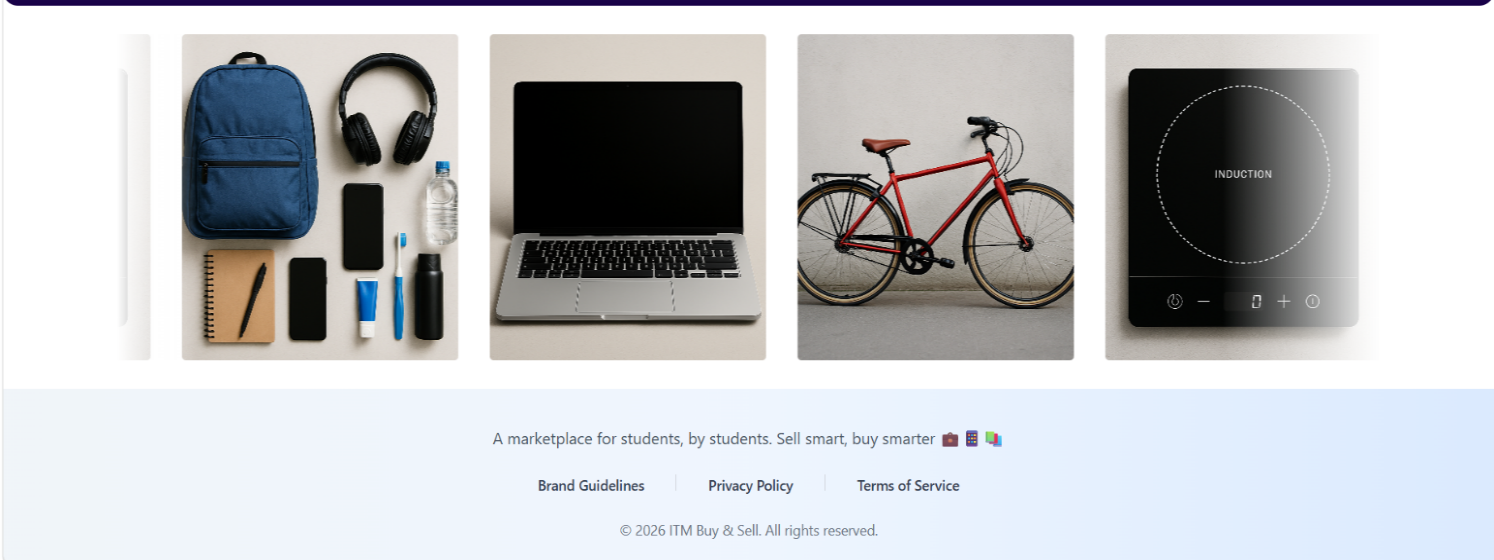 INDUCTION
0
A marketplace for students, by students. Sell smart, buy smarter 💼 📱 📚
Brand Guidelines
Privacy Policy
Terms of Service
© 2026 ITM Buy & Sell. All rights reserved.